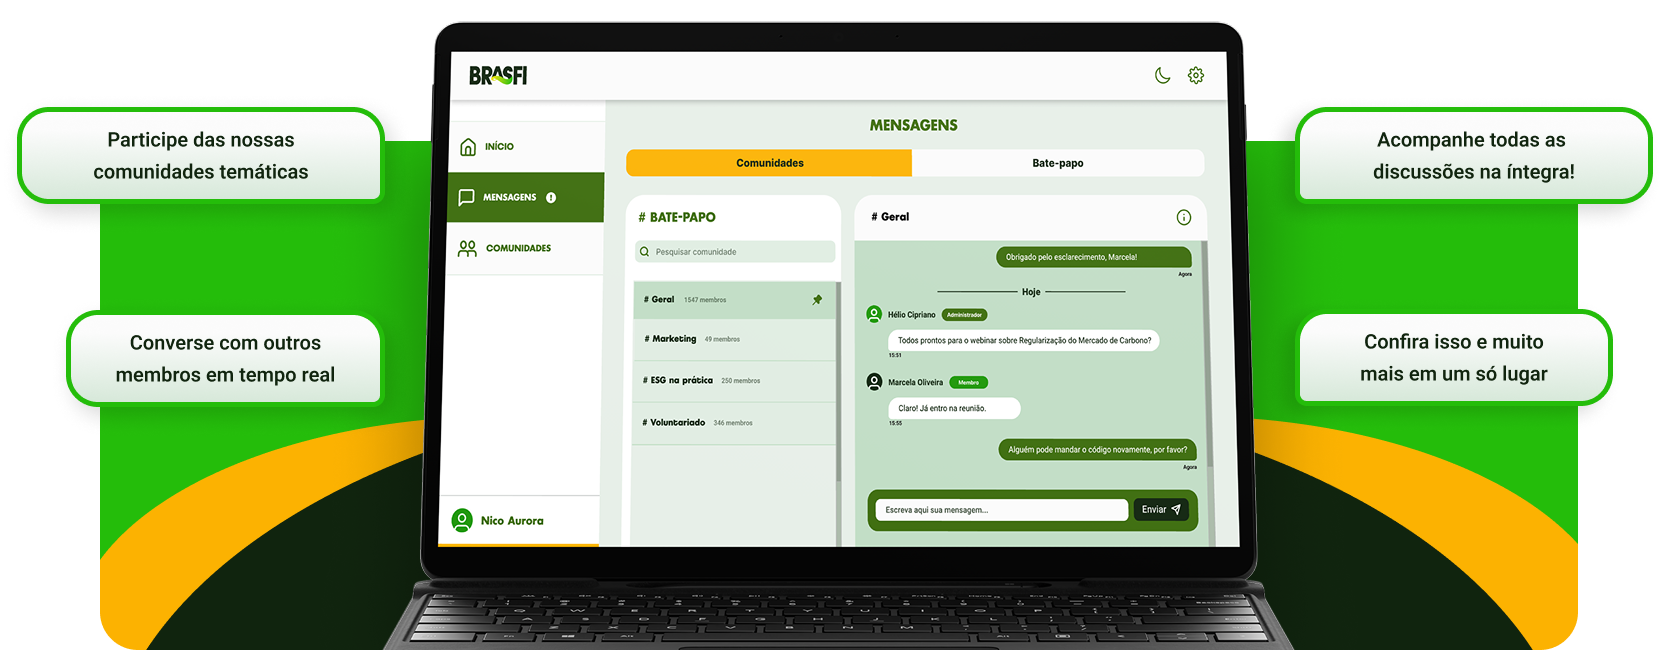 BRASFI
Participe das nossas
comunidades temáticas
Converse com outros
membros em tempo real
Acompanhe todas as
discussões na íntegra!
Confira isso e muito
mais em um só lugar
INÍCIO
MENSAGENS
COMUNIDADES
Nico Aurora
MENSAGENS
Comunidades
Bate-papo
# BATE-PAPO
Pesquisar comunidade
# Geral 1547 membros
# Marketing 49 membros
# ESG na prática 250 membros
# Voluntariado 346 membros
# Geral
Obrigado pelo esclarecimento, Marcela!
Agora
Hoje
Hélio Cipriano Administrador
Todos prontos para o webinar sobre Regularização do Mercado de Carbono?
15:51
Marcela Oliveira Membro
Claro! Já entro na reunião.
15:55
Alguém pode mandar o código novamente, por favor?
Agora
Escreva aqui sua mensagem...
Enviar